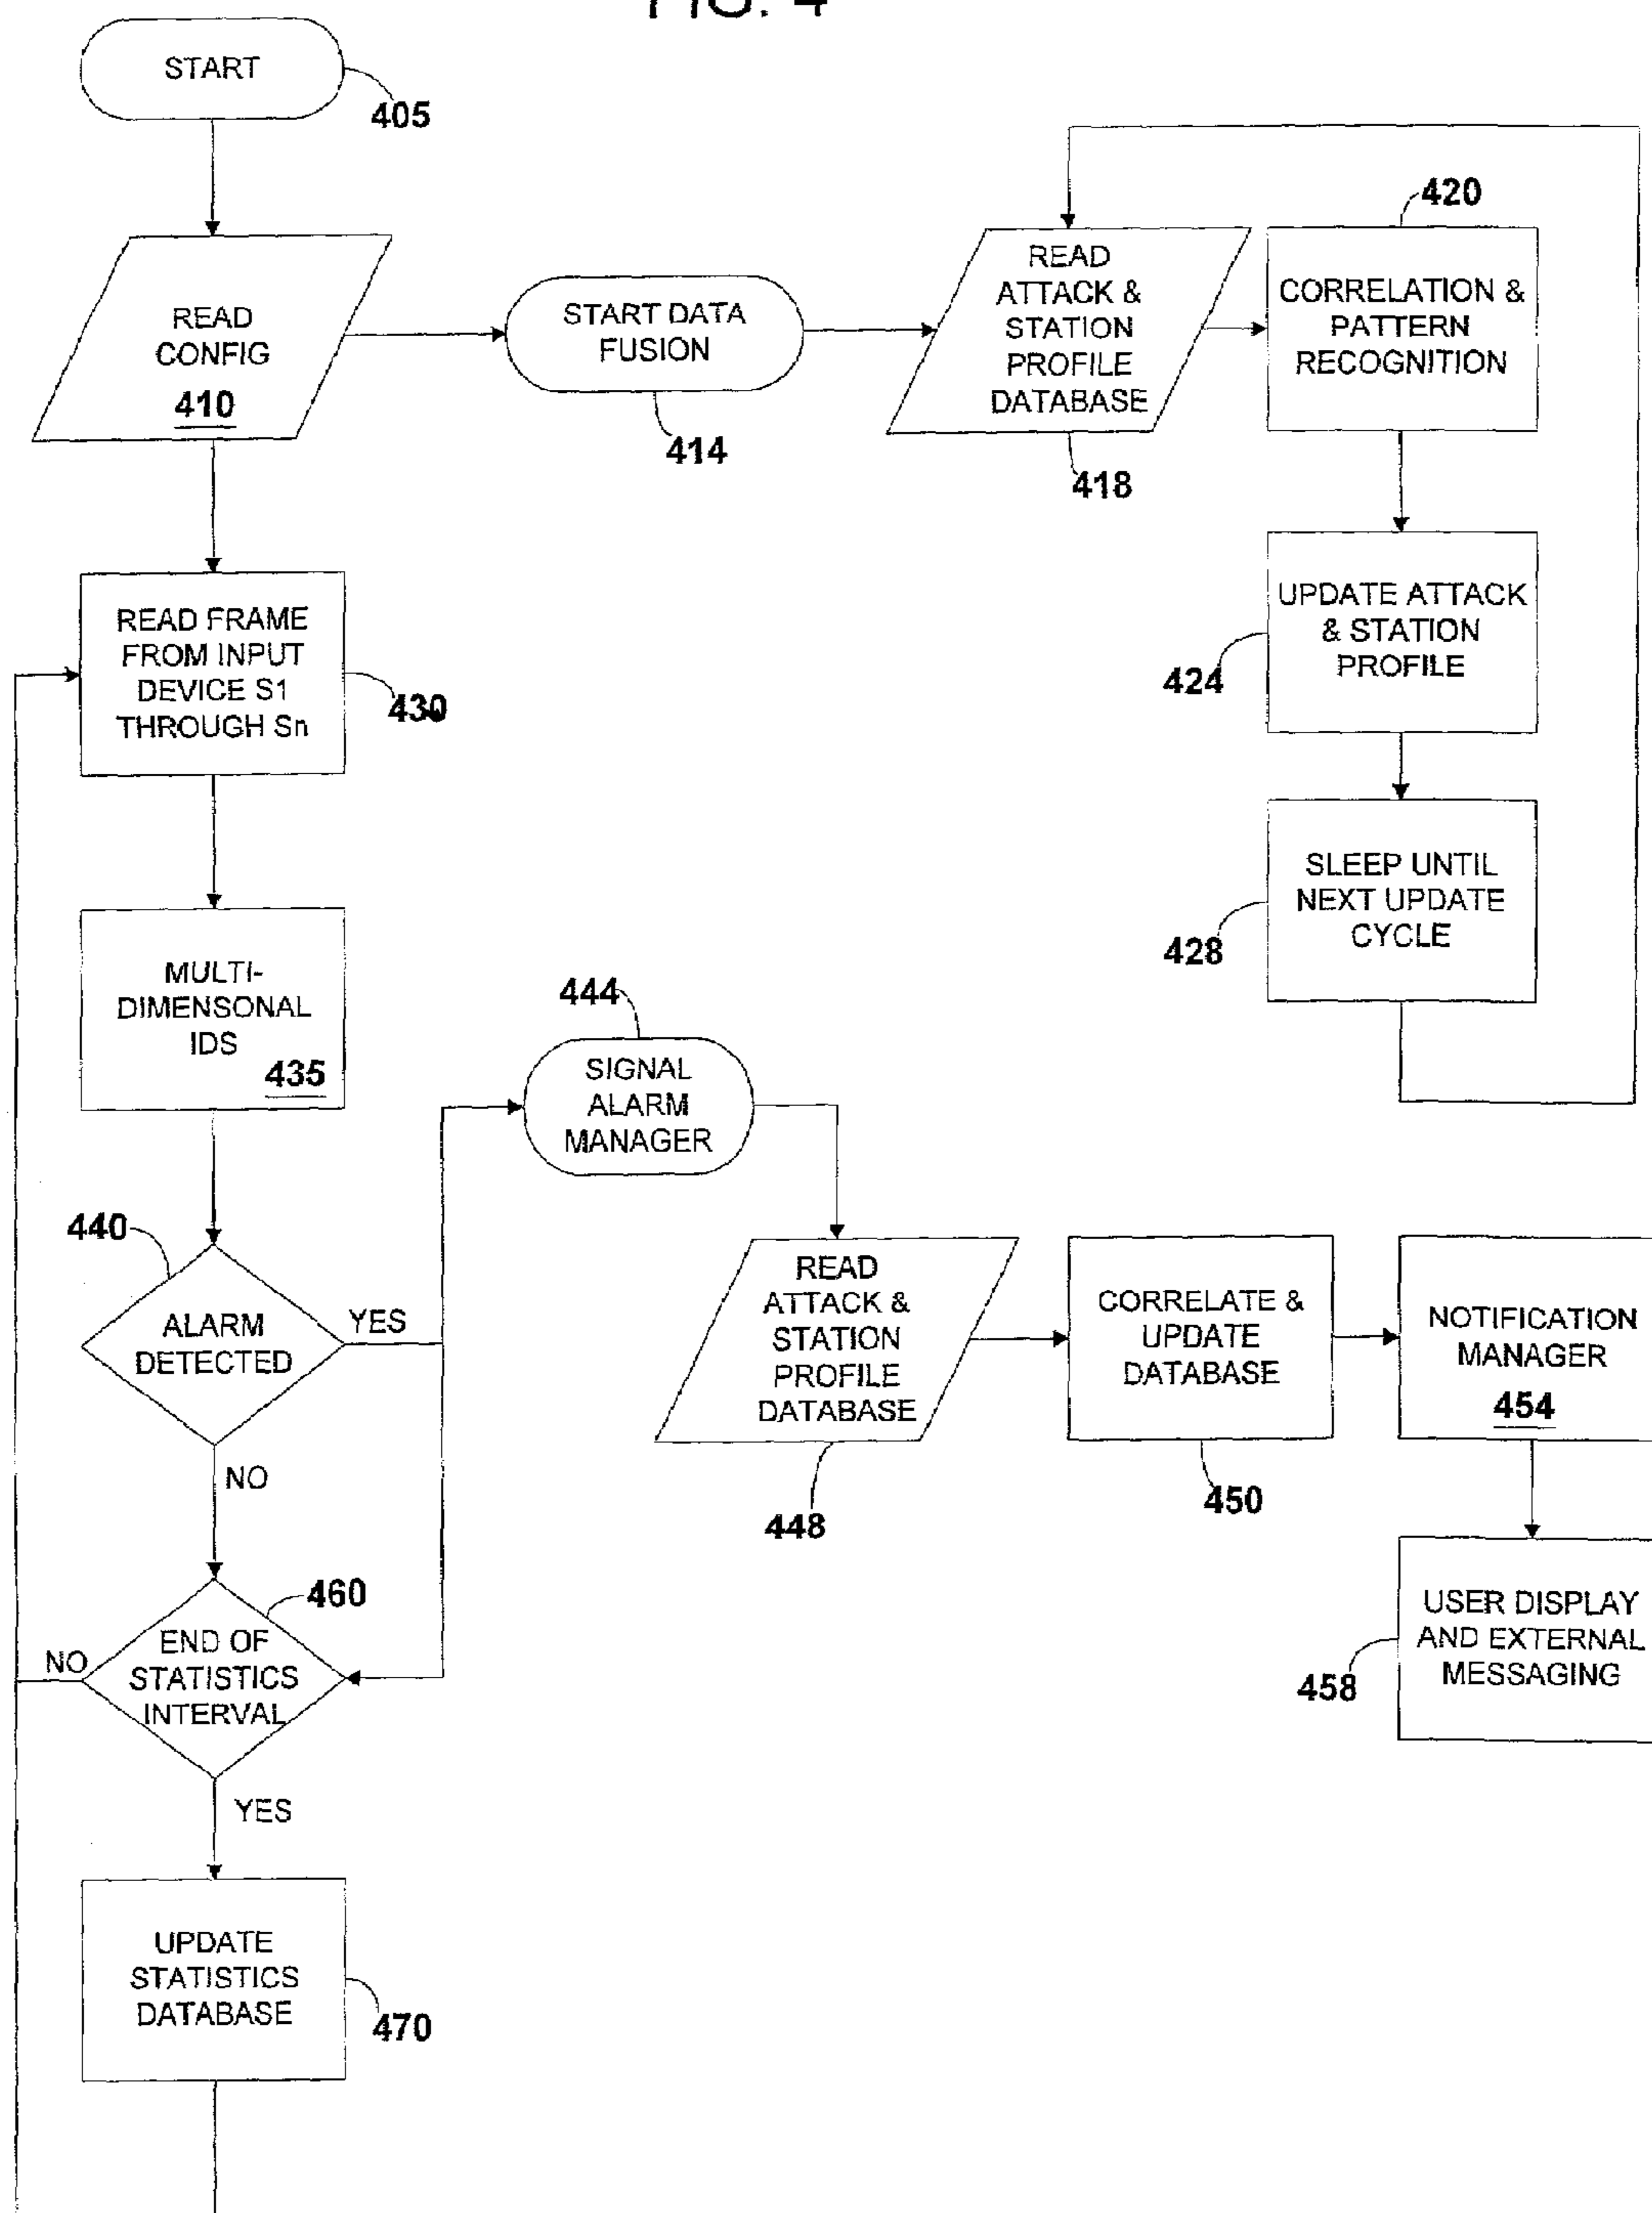 FIG. 4
START
405
READ
CONFIG
410
START DATA
FUSION
414
READ
ATTACK &
STATION
PROFILE
DATABASE
418
420
CORRELATION &
PATTERN
RECOGNITION
UPDATE ATTACK
& STATION
PROFILE
424
SLEEP UNTIL
NEXT UPDATE
CYCLE
428
READ FRAME
FROM INPUT
DEVICE S1
THROUGH Sn
430
MULTI-
DIMENSONAL
IDS
435
440
ALARM
DETECTED
YES
NO
444
SIGNAL
ALARM
MANAGER
READ
ATTACK &
STATION
PROFILE
DATABASE
448
CORRELATE &
UPDATE
DATABASE
450
NOTIFICATION
MANAGER
454
USER DISPLAY
AND EXTERNAL
MESSAGING
458
460
END OF
STATISTICS
INTERVAL
NO
YES
UPDATE
STATISTICS
DATABASE
470